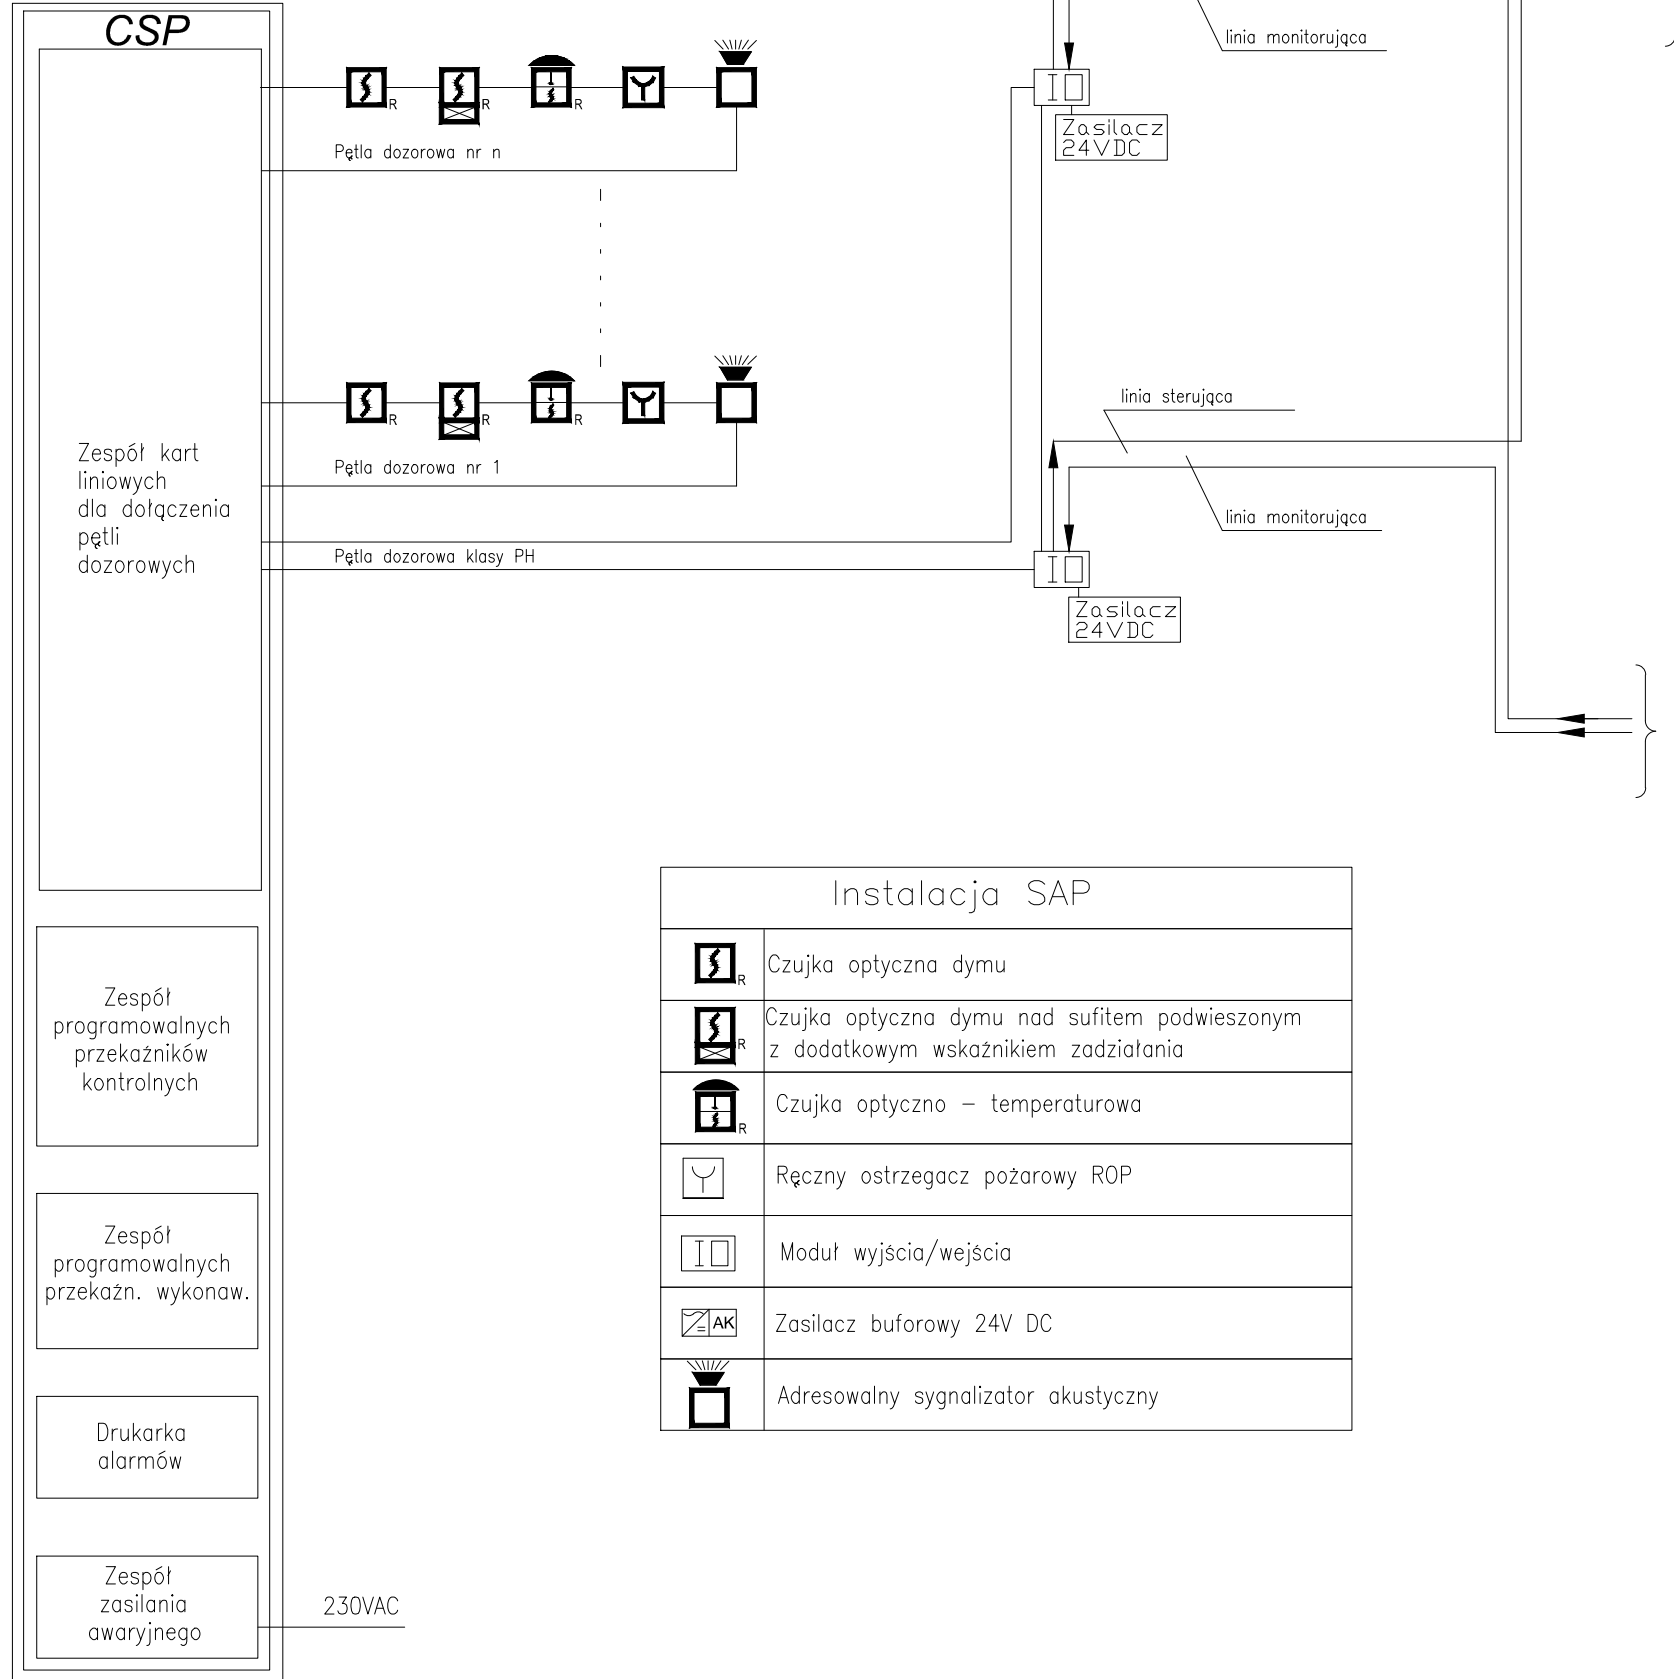 CSP
linia monitorująca
R
R
R
Zasilacz
24VDC
Pętla dozorowa nr n
linia sterująca
R
R
R
Pętla dozorowa nr 1
linia monitorująca
Zespół kart
liniowych
dla dołączenia
pętli
dozorowych
Pętla dozorowa klasy PH
Zasilacz
24VDC
Instalacja SAP
R
Czujka optyczna dymu
R
Czujka optyczna dymu nad sufitem podwieszonym
z dodatkowym wskaźnikiem zadziałania
R
Czujka optyczno – temperaturowa
Ręczny ostrzegacz pożarowy ROP
Moduł wyjścia/wejścia
AK
Zasilacz buforowy 24V DC
Adresowalny sygnalizator akustyczny
Zespół
programowalnych
przekaźników
kontrolnych
Zespół
programowalnych
przekaźn. wykonaw.
Drukarka
alarmów
Zespół
zasilania
awaryjnego
230VAC